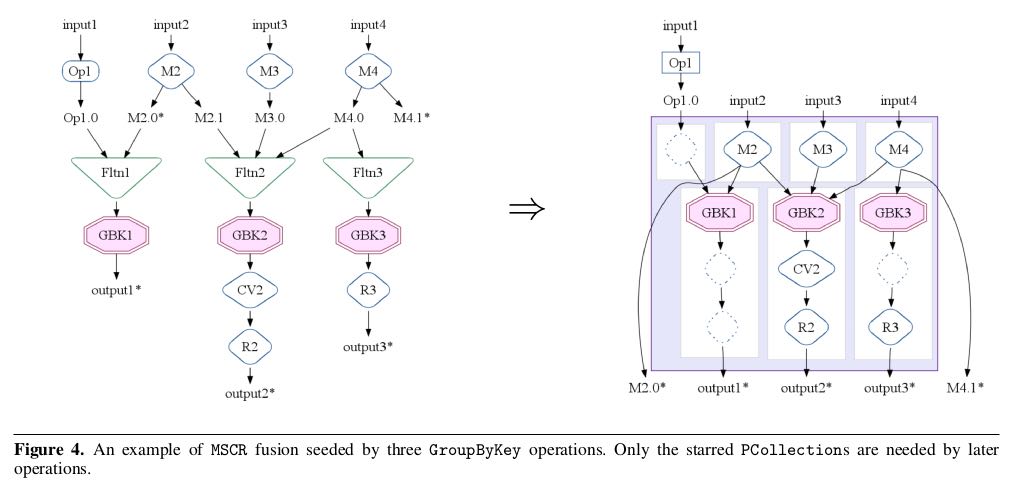 input1 input2 input3 input4
Op1 M2 M3 M4
Op1.0 M2.0* M2.1 M3.0 M4.0 M4.1*
Fltn1 Fltn2 Fltn3
GBK1 GBK2 GBK3
output1* CV2 R3
R2 output3*
output2*
⇒
input1
Op1
Op1.0 input2 input3 input4
M2 M3 M4
GBK1 GBK2 GBK3
CV2
R2 R3
M2.0* output1* output2* output3* M4.1*
Figure 4. An example of MSCR fusion seeded by three GroupByKey operations. Only the starred PCollections are needed by later
operations.